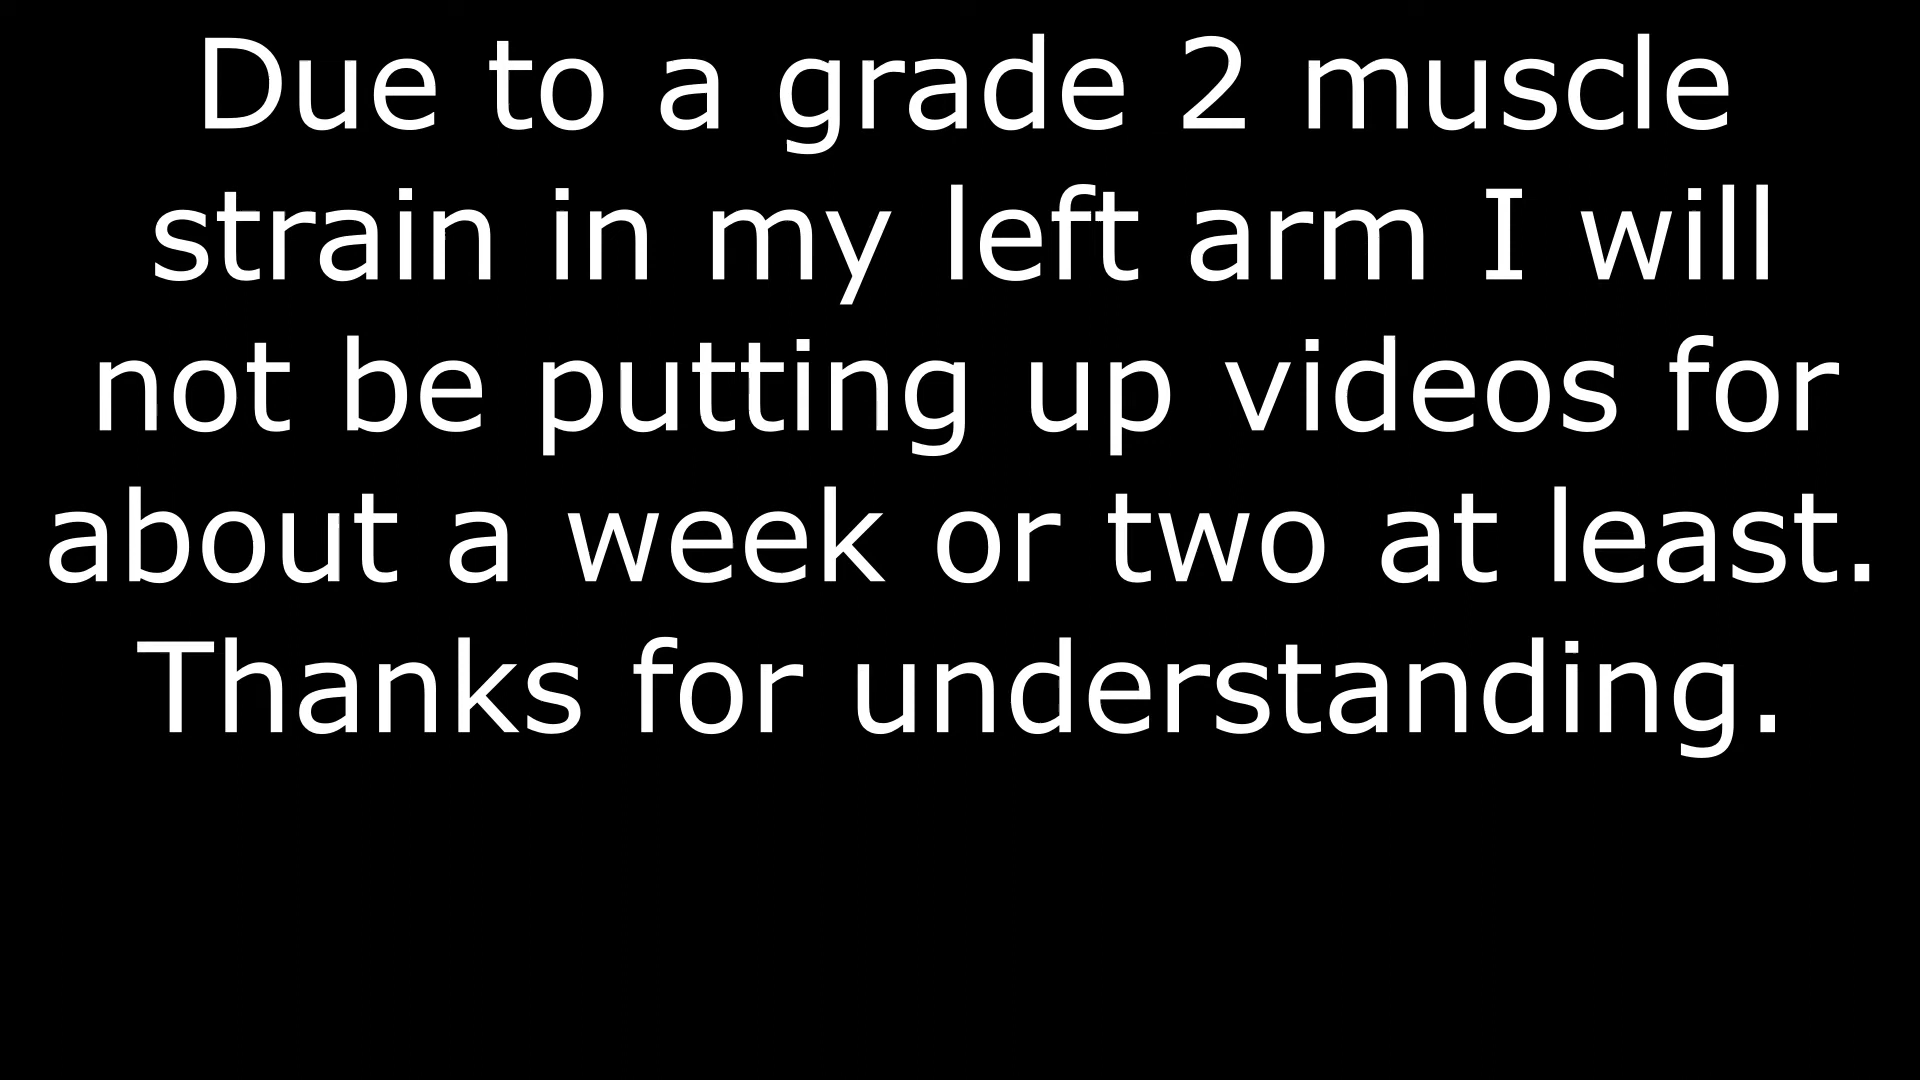 Due to a grade 2 muscle
strain in my left arm I will
not be putting up videos for
about a week or two at least.
Thanks for understanding.